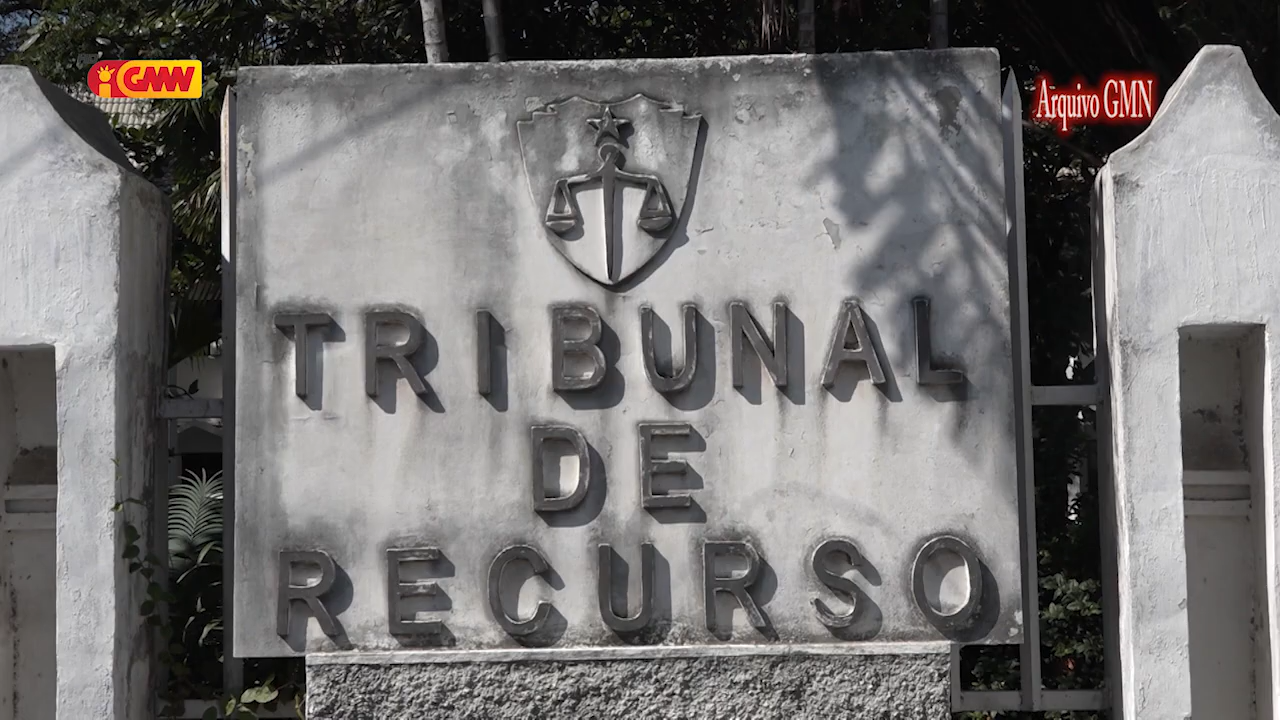 GMN
Arquivo GMN
TRIBUNAL
DE
RECURSO